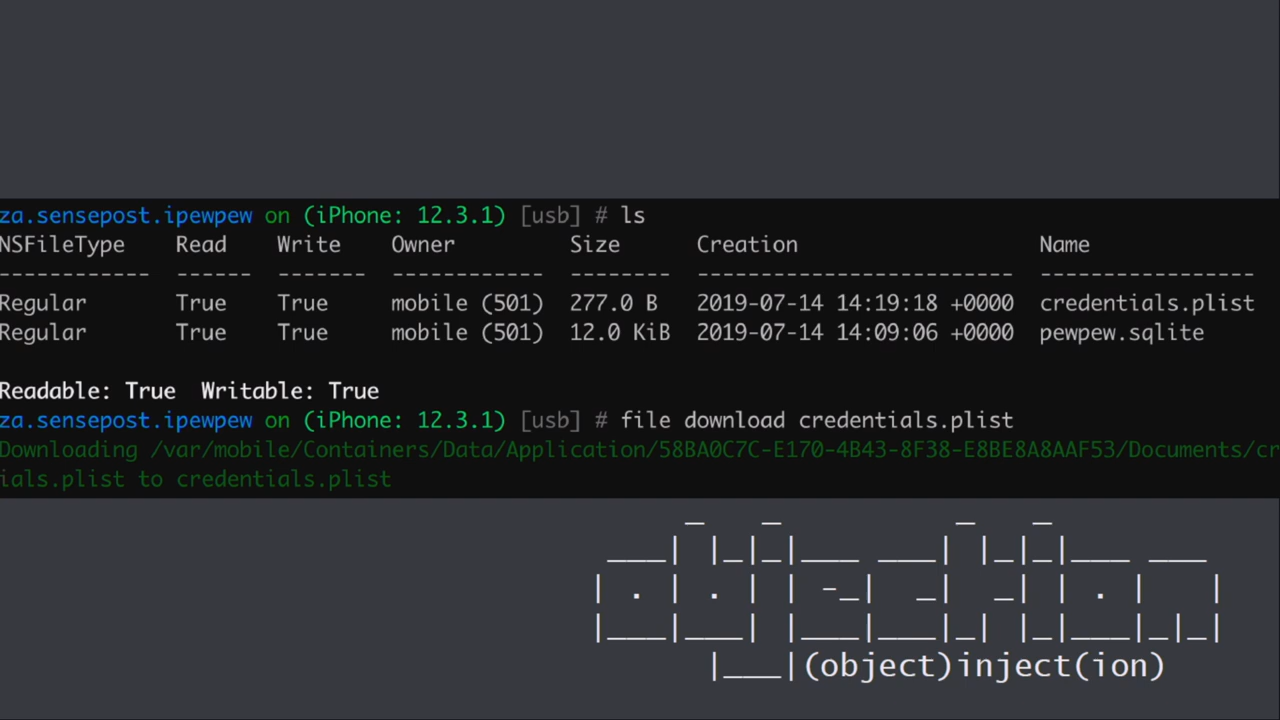 za.sensepost.ipewpew on (iPhone: 12.3.1) [usb] # ls
NSFileType Read Write Owner Size Creation Name
------------ ------ ------- ------------ -------- ------------------------- -----------------
Regular True True mobile (501) 277.0 B 2019-07-14 14:19:18 +0000 credentials.plist
Regular True True mobile (501) 12.0 KiB 2019-07-14 14:09:06 +0000 pewpew.sqlite
Readable: True Writable: True
za.sensepost.ipewpew on (iPhone: 12.3.1) [usb] # file download credentials.plist
Downloading /var/mobile/Containers/Data/Application/58BA0C7C-E170-4B43-8F38-E8BE8A8AAF53/Documents/cr
ials.plist to credentials.plist
objection
(object)inject(ion)